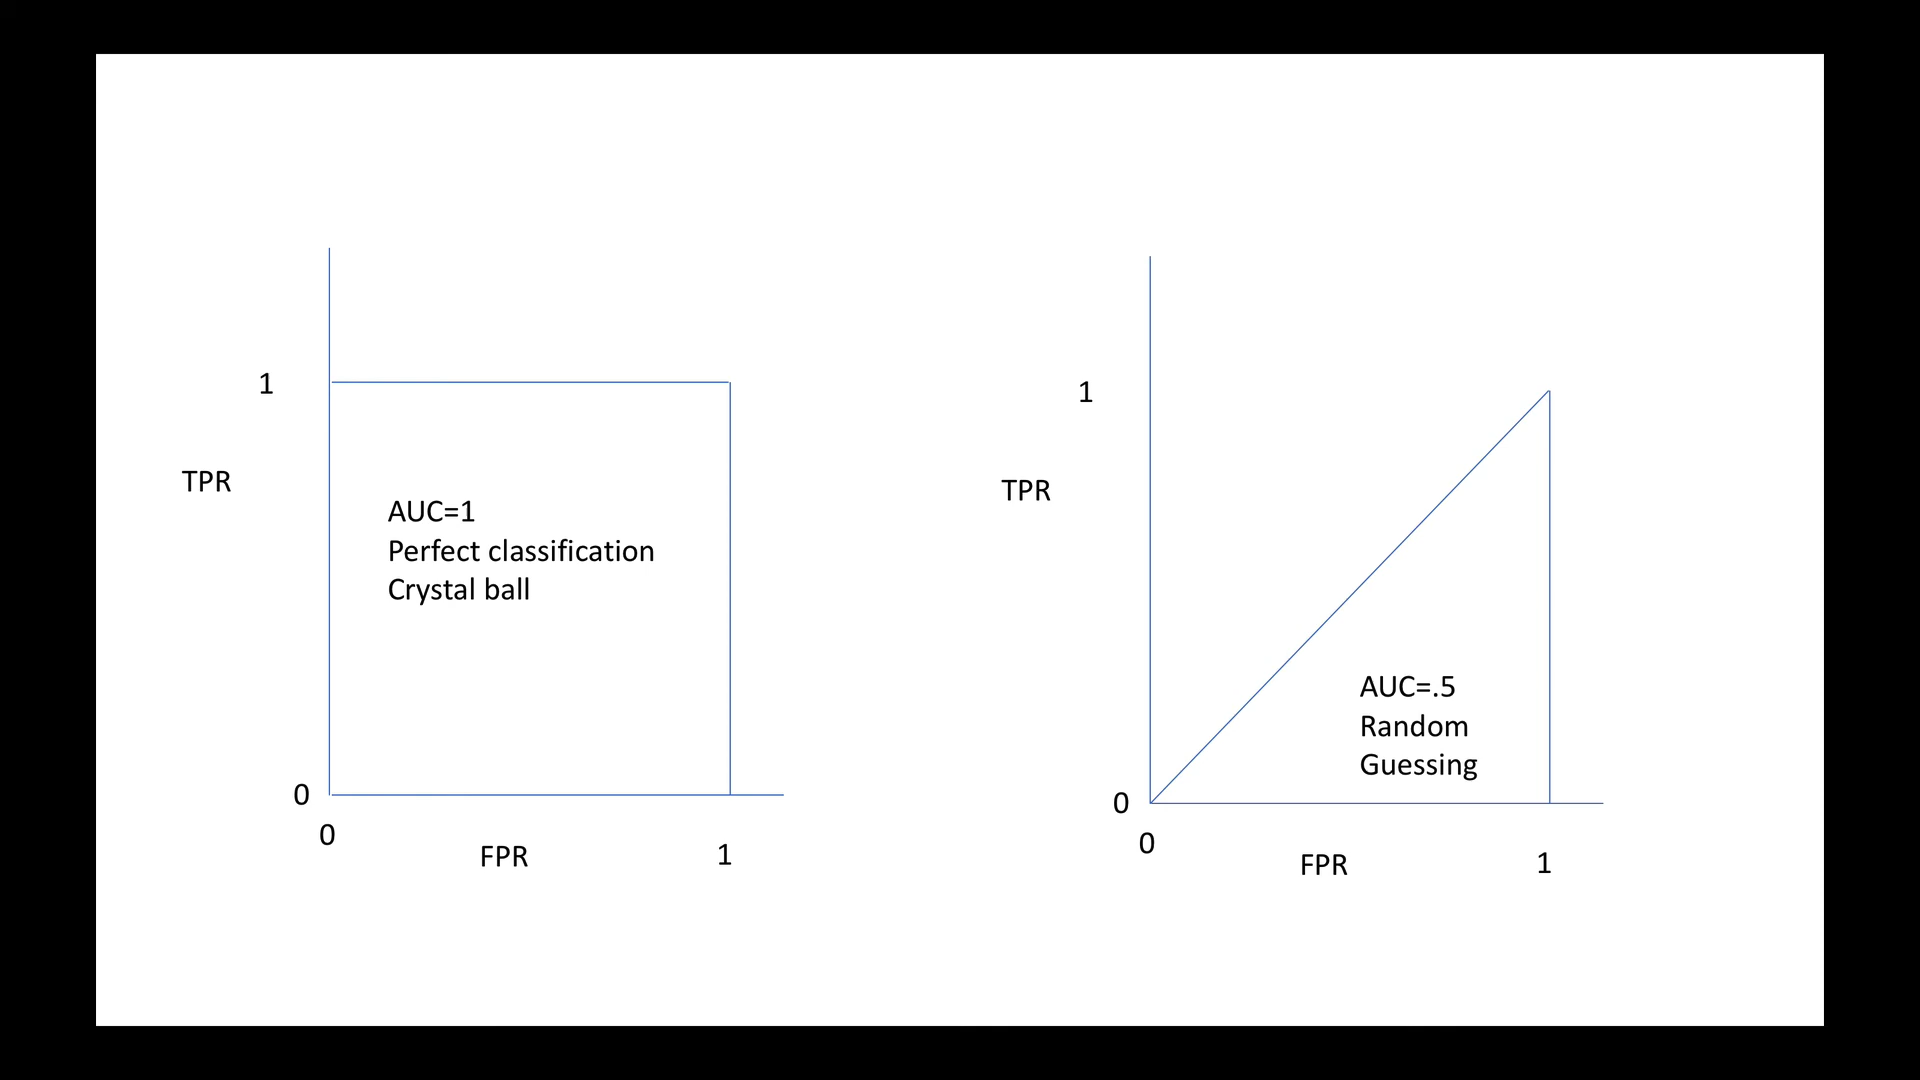 1
TPR
AUC=1
Perfect classification
Crystal ball
0
0
FPR
1
1
TPR
AUC=.5
Random
Guessing
0
0
FPR
1